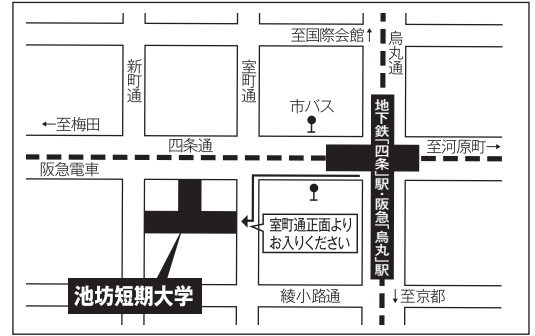 至国際会館↑
烏丸通
新町通
室町通
市バス
←至梅田
四条通
至河原町→
阪急電車
地下鉄「四条」駅・阪急「烏丸」駅
室町通正面より
お入りください
池坊短期大学
綾小路通
↓至京都